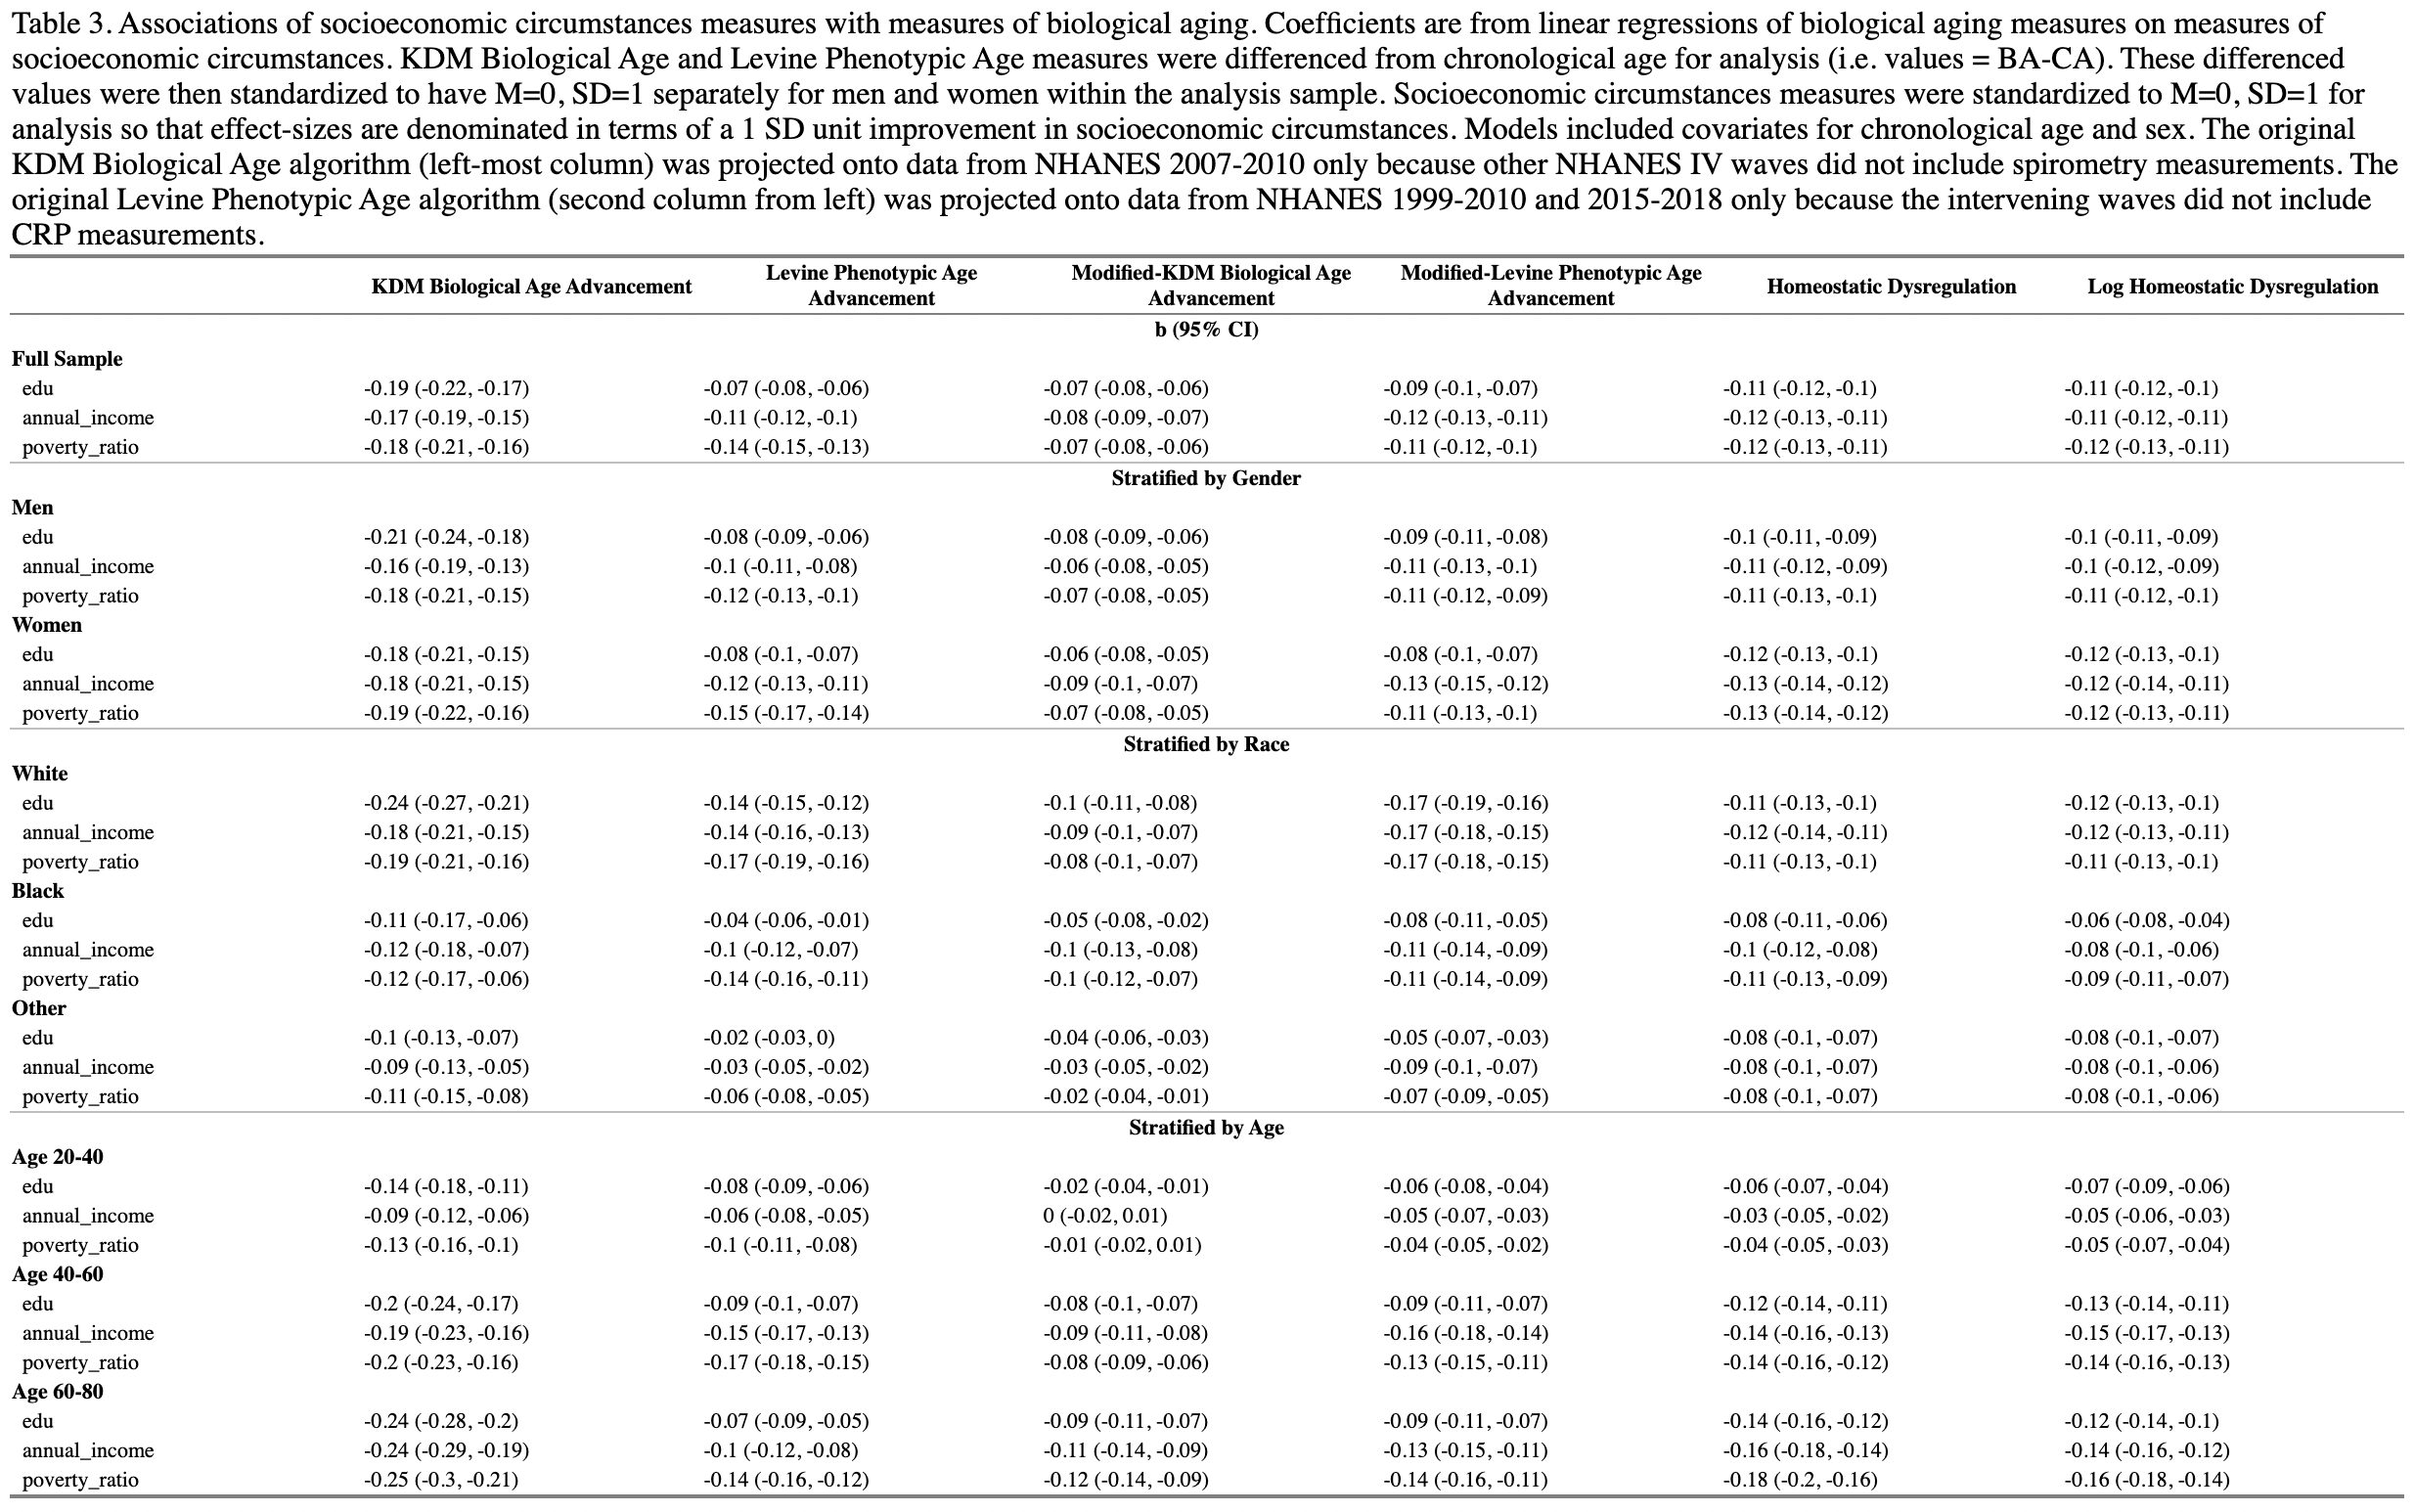 Table 3. Associations of socioeconomic circumstances measures with measures of biological aging. Coefficients are from linear regressions of biological aging measures on measures of
socioeconomic circumstances. KDM Biological Age and Levine Phenotypic Age measures were differenced from chronological age for analysis (i.e. values = BA-CA). These differenced
values were then standardized to have M=0, SD=1 separately for men and women within the analysis sample. Socioeconomic circumstances measures were standardized to M=0, SD=1 for
analysis so that effect-sizes are denominated in terms of a 1 SD unit improvement in socioeconomic circumstances. Models included covariates for chronological age and sex. The original
KDM Biological Age algorithm (left-most column) was projected onto data from NHANES 2007-2010 only because other NHANES IV waves did not include spirometry measurements. The
original Levine Phenotypic Age algorithm (second column from left) was projected onto data from NHANES 1999-2010 and 2015-2018 only because the intervening waves did not include
CRP measurements.
KDM Biological Age Advancement Levine Phenotypic Age Advancement Modified-KDM Biological Age Advancement Modified-Levine Phenotypic Age Advancement Homeostatic Dysregulation Log Homeostatic Dysregulation
b (95% CI)
Full Sample
edu -0.19 (-0.22, -0.17) -0.07 (-0.08, -0.06) -0.07 (-0.08, -0.06) -0.09 (-0.1, -0.07) -0.11 (-0.12, -0.1) -0.11 (-0.12, -0.1)
annual_income -0.17 (-0.19, -0.15) -0.11 (-0.12, -0.1) -0.08 (-0.09, -0.07) -0.12 (-0.13, -0.11) -0.12 (-0.13, -0.11) -0.11 (-0.12, -0.11)
poverty_ratio -0.18 (-0.21, -0.16) -0.14 (-0.15, -0.13) -0.07 (-0.08, -0.06) -0.11 (-0.12, -0.1) -0.12 (-0.13, -0.11) -0.12 (-0.13, -0.11)
Stratified by Gender
Men
edu -0.21 (-0.24, -0.18) -0.08 (-0.09, -0.06) -0.08 (-0.09, -0.06) -0.09 (-0.11, -0.08) -0.1 (-0.11, -0.09) -0.1 (-0.11, -0.09)
annual_income -0.16 (-0.19, -0.13) -0.1 (-0.11, -0.08) -0.06 (-0.08, -0.05) -0.11 (-0.13, -0.1) -0.11 (-0.12, -0.09) -0.1 (-0.12, -0.09)
poverty_ratio -0.18 (-0.21, -0.15) -0.12 (-0.13, -0.1) -0.07 (-0.08, -0.05) -0.11 (-0.12, -0.09) -0.11 (-0.13, -0.1) -0.11 (-0.12, -0.1)
Women
edu -0.18 (-0.21, -0.15) -0.08 (-0.1, -0.07) -0.06 (-0.08, -0.05) -0.08 (-0.1, -0.07) -0.12 (-0.13, -0.1) -0.12 (-0.13, -0.1)
annual_income -0.18 (-0.21, -0.15) -0.12 (-0.13, -0.11) -0.09 (-0.1, -0.07) -0.13 (-0.15, -0.12) -0.13 (-0.14, -0.12) -0.12 (-0.14, -0.11)
poverty_ratio -0.19 (-0.22, -0.16) -0.15 (-0.17, -0.14) -0.07 (-0.08, -0.05) -0.11 (-0.13, -0.1) -0.13 (-0.14, -0.12) -0.12 (-0.13, -0.11)
Stratified by Race
White
edu -0.24 (-0.27, -0.21) -0.14 (-0.15, -0.12) -0.1 (-0.11, -0.08) -0.17 (-0.19, -0.16) -0.11 (-0.13, -0.1) -0.12 (-0.13, -0.1)
annual_income -0.18 (-0.21, -0.15) -0.14 (-0.16, -0.13) -0.09 (-0.1, -0.07) -0.17 (-0.18, -0.15) -0.12 (-0.14, -0.11) -0.12 (-0.13, -0.11)
poverty_ratio -0.19 (-0.21, -0.16) -0.17 (-0.19, -0.16) -0.08 (-0.1, -0.07) -0.17 (-0.18, -0.15) -0.11 (-0.13, -0.1) -0.11 (-0.13, -0.1)
Black
edu -0.11 (-0.17, -0.06) -0.04 (-0.06, -0.01) -0.05 (-0.08, -0.02) -0.08 (-0.11, -0.05) -0.08 (-0.11, -0.06) -0.06 (-0.08, -0.04)
annual_income -0.12 (-0.18, -0.07) -0.1 (-0.12, -0.07) -0.1 (-0.13, -0.08) -0.11 (-0.14, -0.09) -0.1 (-0.12, -0.08) -0.08 (-0.1, -0.06)
poverty_ratio -0.12 (-0.17, -0.06) -0.14 (-0.16, -0.11) -0.1 (-0.12, -0.07) -0.11 (-0.14, -0.09) -0.11 (-0.13, -0.09) -0.09 (-0.11, -0.07)
Other
edu -0.1 (-0.13, -0.07) -0.02 (-0.03, 0) -0.04 (-0.06, -0.03) -0.05 (-0.07, -0.03) -0.08 (-0.1, -0.07) -0.08 (-0.1, -0.07)
annual_income -0.09 (-0.13, -0.05) -0.03 (-0.05, -0.02) -0.03 (-0.05, -0.02) -0.09 (-0.1, -0.07) -0.08 (-0.1, -0.07) -0.08 (-0.1, -0.06)
poverty_ratio -0.11 (-0.15, -0.08) -0.06 (-0.08, -0.05) -0.02 (-0.04, -0.01) -0.07 (-0.09, -0.05) -0.08 (-0.1, -0.07) -0.08 (-0.1, -0.06)
Stratified by Age
Age 20-40
edu -0.14 (-0.18, -0.11) -0.08 (-0.09, -0.06) -0.02 (-0.04, -0.01) -0.06 (-0.08, -0.04) -0.06 (-0.07, -0.04) -0.07 (-0.09, -0.06)
annual_income -0.09 (-0.12, -0.06) -0.06 (-0.08, -0.05) 0 (-0.02, 0.01) -0.05 (-0.07, -0.03) -0.03 (-0.05, -0.02) -0.05 (-0.06, -0.03)
poverty_ratio -0.13 (-0.16, -0.1) -0.1 (-0.11, -0.08) -0.01 (-0.02, 0.01) -0.04 (-0.05, -0.02) -0.04 (-0.05, -0.03) -0.05 (-0.07, -0.04)
Age 40-60
edu -0.2 (-0.24, -0.17) -0.09 (-0.1, -0.07) -0.08 (-0.1, -0.07) -0.09 (-0.11, -0.07) -0.12 (-0.14, -0.11) -0.13 (-0.14, -0.11)
annual_income -0.19 (-0.23, -0.16) -0.15 (-0.17, -0.13) -0.09 (-0.11, -0.08) -0.16 (-0.18, -0.14) -0.14 (-0.16, -0.13) -0.15 (-0.17, -0.13)
poverty_ratio -0.2 (-0.23, -0.16) -0.17 (-0.18, -0.15) -0.08 (-0.09, -0.06) -0.13 (-0.15, -0.11) -0.14 (-0.16, -0.12) -0.14 (-0.16, -0.13)
Age 60-80
edu -0.24 (-0.28, -0.2) -0.07 (-0.09, -0.05) -0.09 (-0.11, -0.07) -0.09 (-0.11, -0.07) -0.14 (-0.16, -0.12) -0.12 (-0.14, -0.1)
annual_income -0.24 (-0.29, -0.19) -0.1 (-0.12, -0.08) -0.11 (-0.14, -0.09) -0.13 (-0.15, -0.11) -0.16 (-0.18, -0.14) -0.14 (-0.16, -0.12)
poverty_ratio -0.25 (-0.3, -0.21) -0.14 (-0.16, -0.12) -0.12 (-0.14, -0.09) -0.14 (-0.16, -0.11) -0.18 (-0.2, -0.16) -0.16 (-0.18, -0.14)